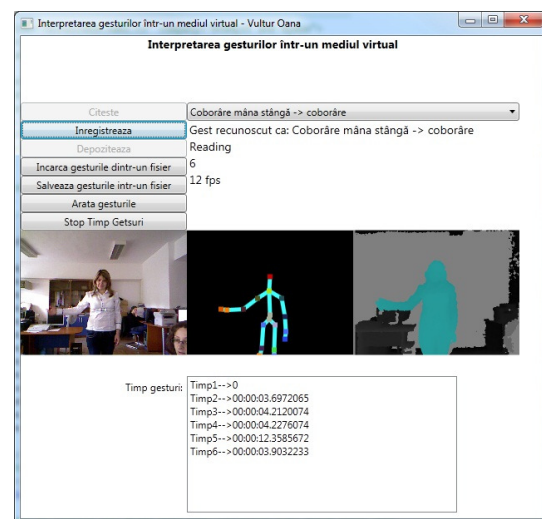 Interpretarea gesturilor într-un mediul virtual - Vultur Oana
Interpretarea gesturilor într-un mediul virtual
Citeste
Coborâre mâna stângă -> coborâre
Inregistreaza
Gest recunoscut ca: Coborâre mâna stângă -> coborâre
Depoziteaza
Reading
Incarca gesturile dintr-un fisier
6
Salveaza gesturile intr-un fisier
12 fps
Arata gesturile
Stop Timp Getsuri
Timp gesturi:
Timp1-->0
Timp2-->00:00:03.6972065
Timp3-->00:00:04.2120074
Timp4-->00:00:04.2276074
Timp5-->00:00:12.3585672
Timp6-->00:00:03.9032233